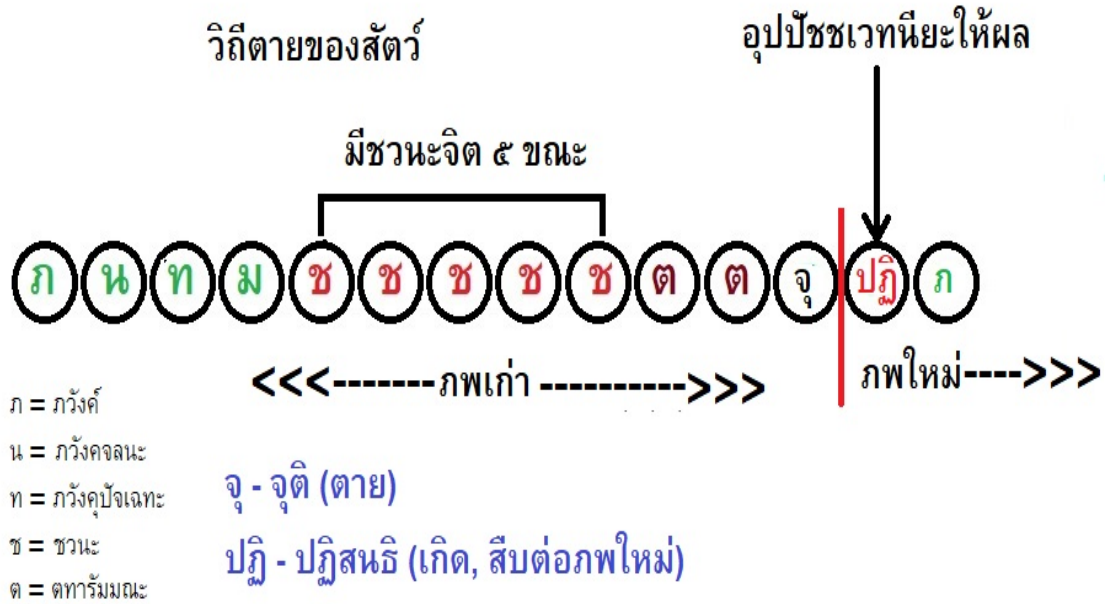 วิถีตายของสัตว์
อุปปัชชเวทนียะให้ผล
มีชวนะจิต ๕ ขณะ
ภ น ท ม ช ช ช ช ช ต ต จุ ปฏิ ภ
<<<-------ภพเก่า ---------->>>
ภพใหม่---->>>
ภ = ภวังค์
น = ภวังคจลนะ
ท = ภวังคุปัจเฉทะ
ช = ชวนะ
ต = ตทารัมมณะ
จุ - จุติ (ตาย)
ปฏิ - ปฏิสนธิ (เกิด, สืบต่อภพใหม่)